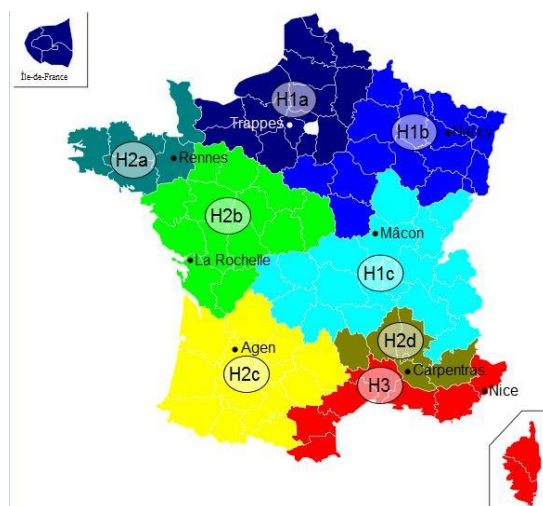 Île-de-France
H1a
Trappes
H1b
Nancy
H2a
Rennes
H2b
Mâcon
La Rochelle
H1c
H2d
Agen
H2c
Carpentras
H3
Nice